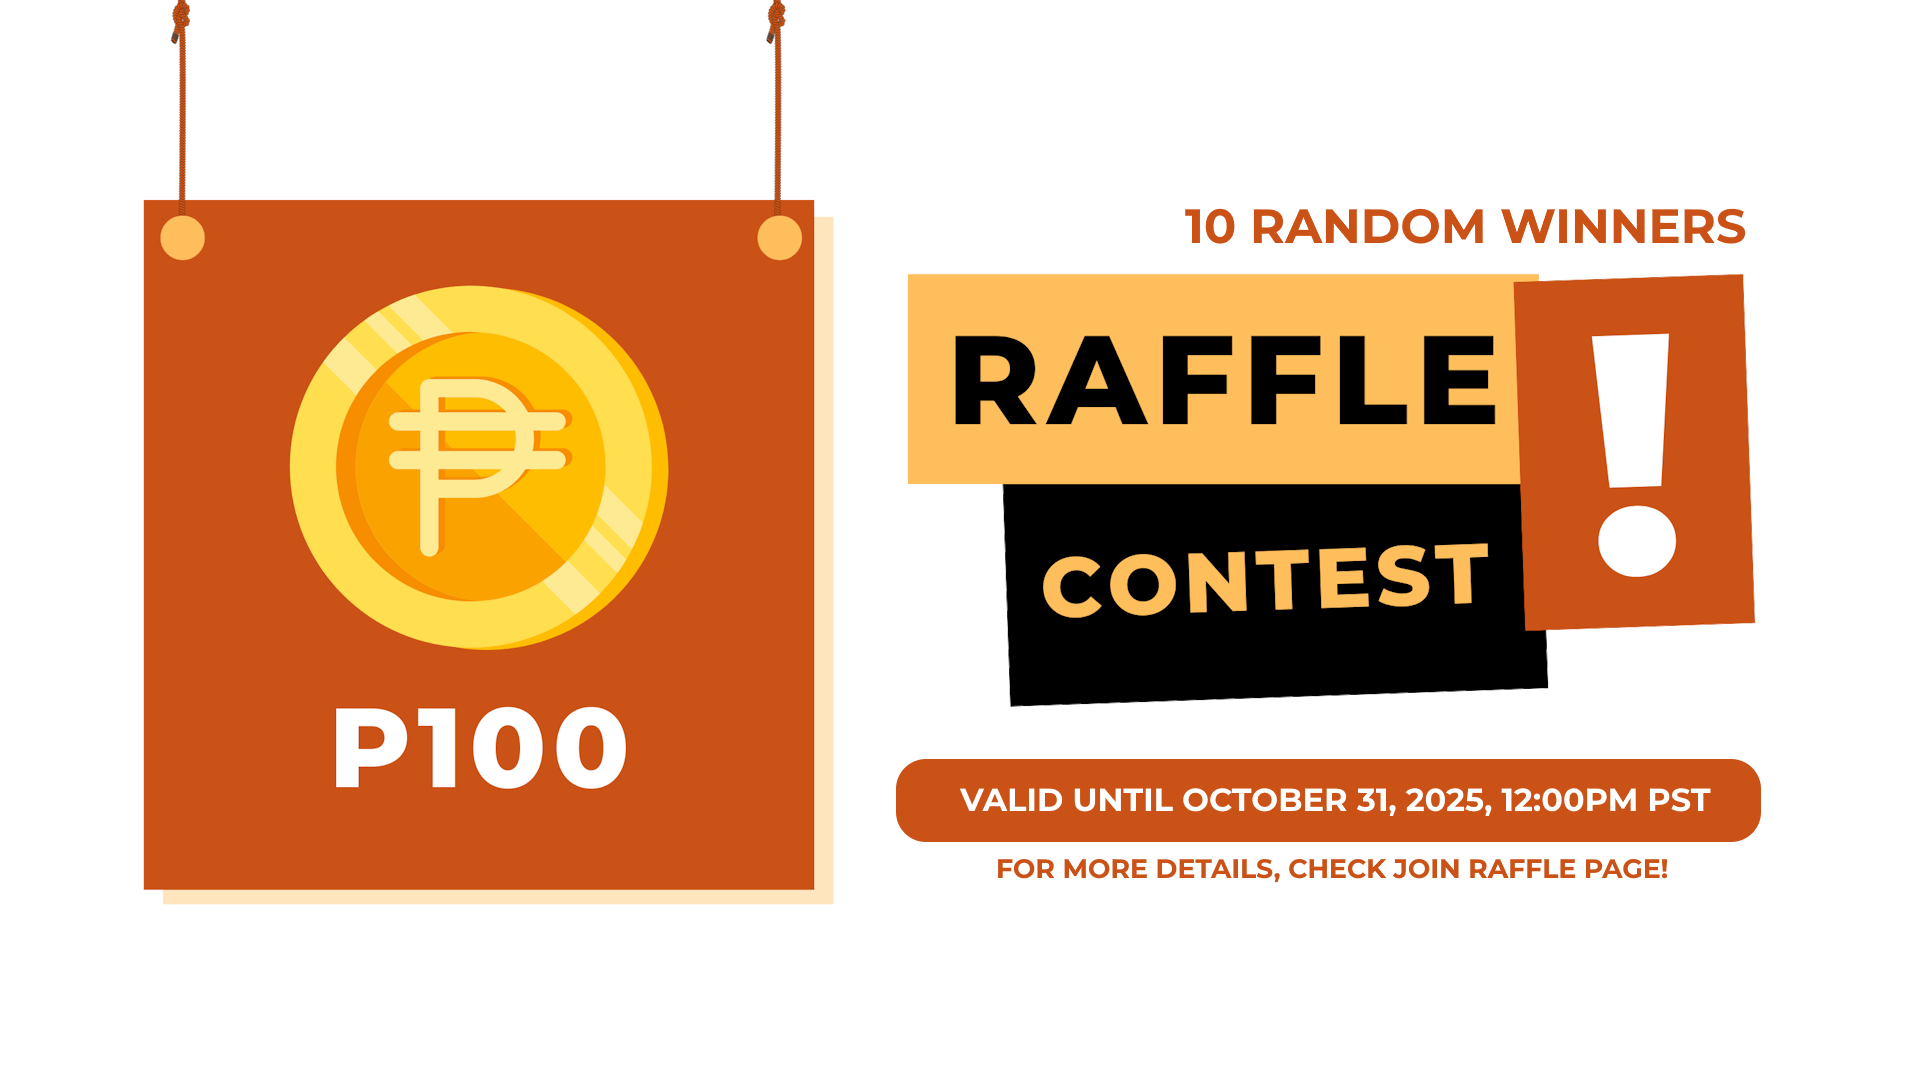 ₱
P100
10 RANDOM WINNERS
RAFFLE
!
CONTEST
VALID UNTIL OCTOBER 31, 2025, 12:00PM PST
FOR MORE DETAILS, CHECK JOIN RAFFLE PAGE!